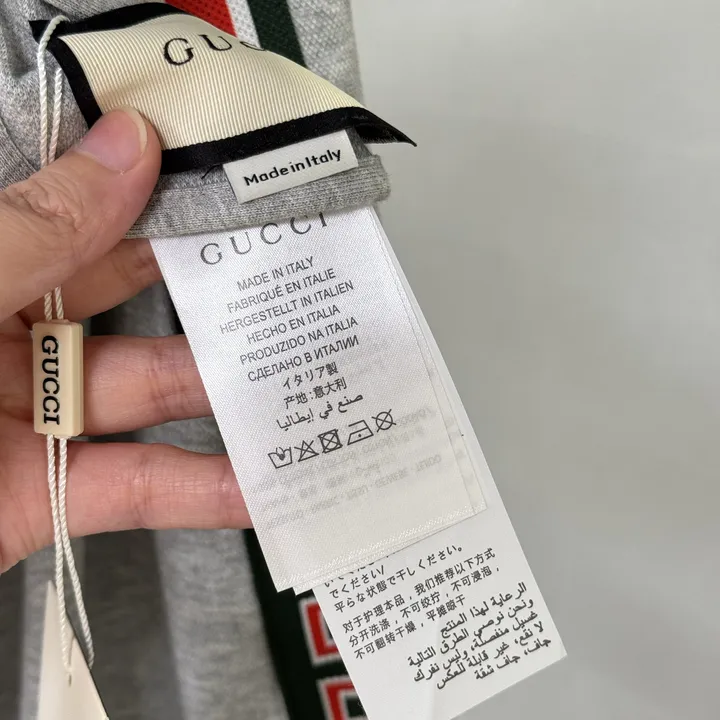 GUCCI
Made in Italy
GUCCI
MADE IN ITALY
FABRIQUÉ EN ITALIE
HERGESTELLT IN ITALIEN
HECHO EN ITALIA
PRODUZIDO NA ITALIA
СДЕЛАНО В ИТАЛИИ
イタリア製
产地:意大利
صنع في إيطاليا
GUCCI
でください/
平らな状態で干してください。
对于护理本品，我们推荐以下方式
分开洗涤，不可绞拧，不可浸泡，
不可翻转干燥，平摊晾干
الرعاية لهذا المنتج
ونحن نوصي الطرق التالية
غسيل منفصلة، وليس نفرك
لا نقع، غير قابلة للعكس
جاف، جاف شقة